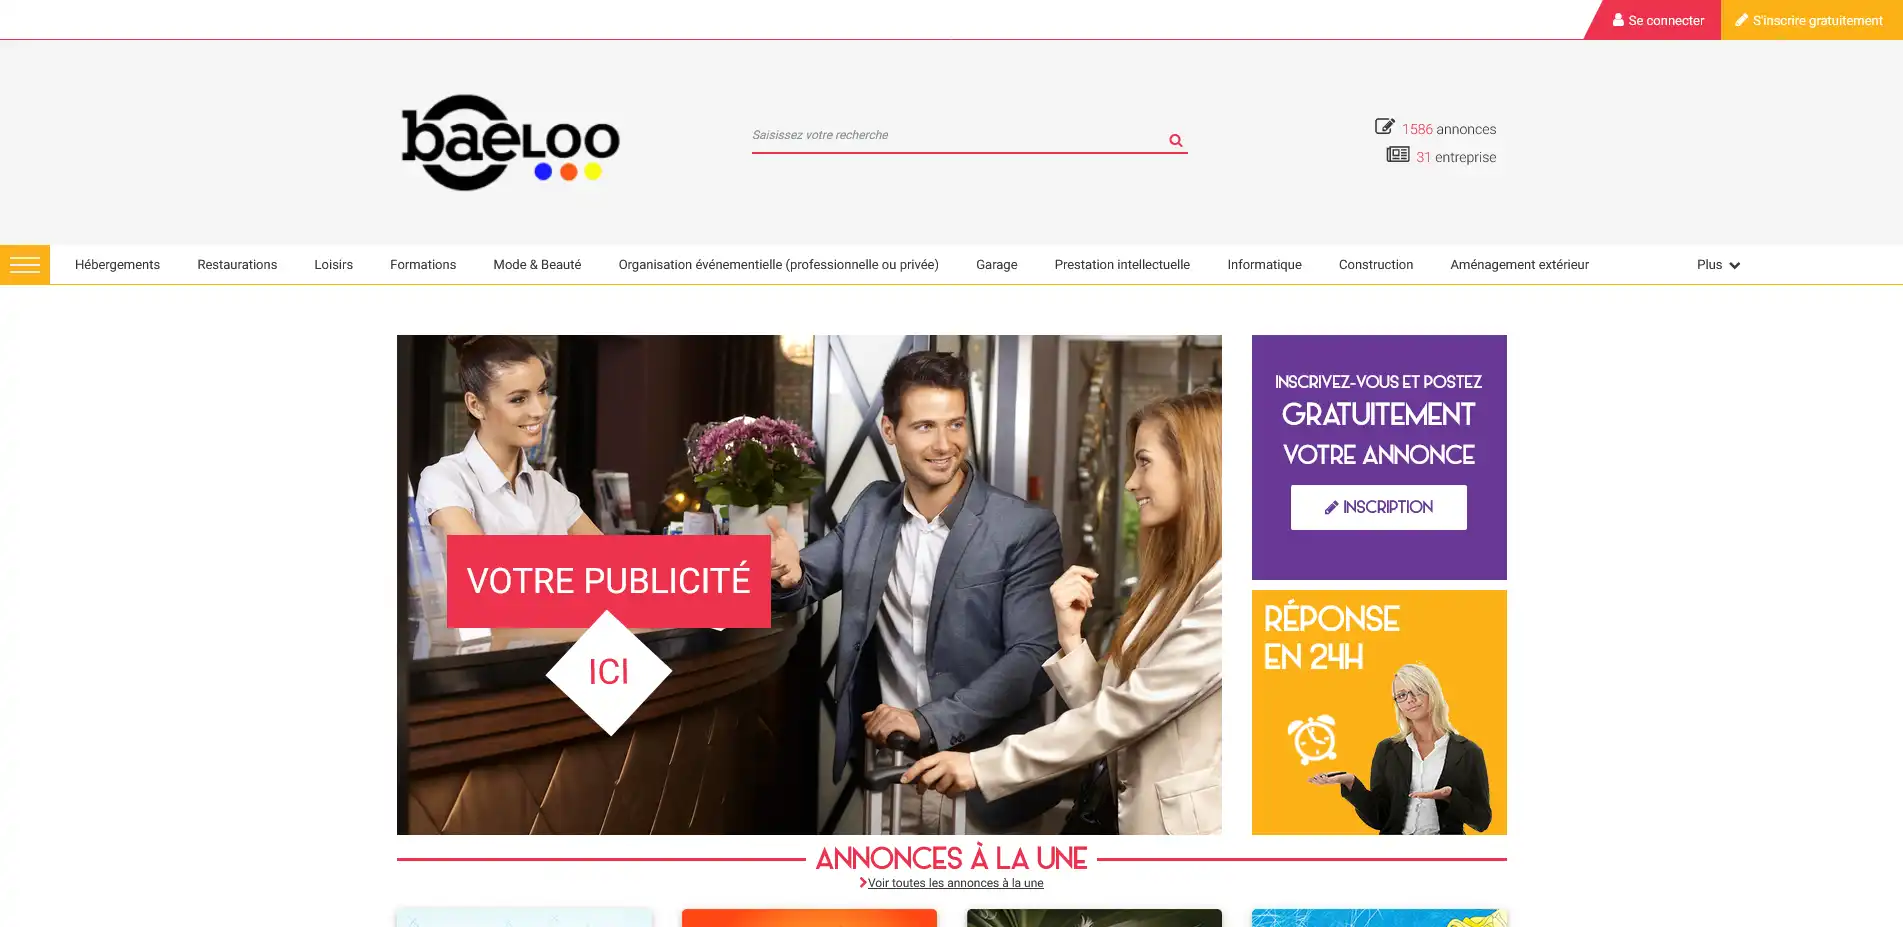 Se connecter
S'inscrire gratuitement
baeLOO
Saisissez votre recherche
1586 annonces
31 entreprise
Hébergements
Restaurations
Loisirs
Formations
Mode & Beauté
Organisation événementielle (professionnelle ou privée)
Garage
Prestation intellectuelle
Informatique
Construction
Aménagement extérieur
Plus
VOTRE PUBLICITÉ
ICI
INSCRIVEZ-VOUS ET POSTEZ
GRATUITEMENT
VOTRE ANNONCE
INSCRIPTION
RÉPONSE
EN 24H
ANNONCES À LA UNE
Voir toutes les annonces à la une